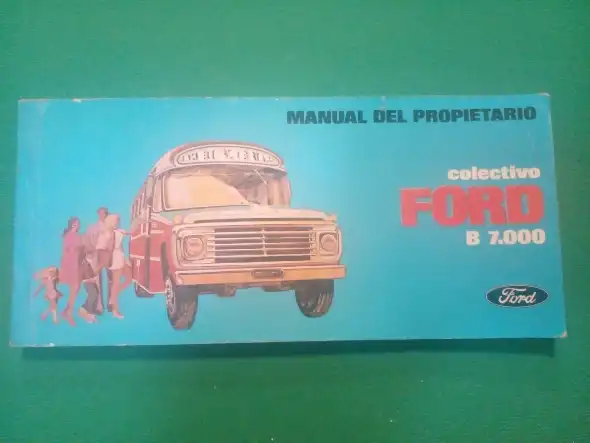 MANUAL DEL PROPIETARIO
colectivo
FORD
B 7.000
Ford